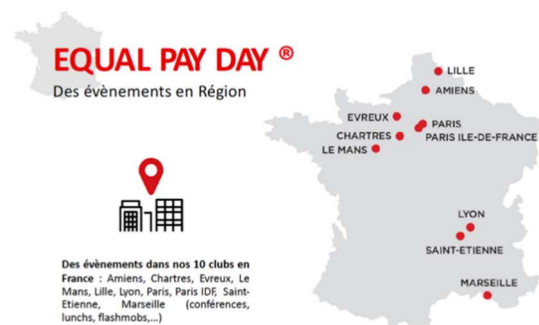 EQUAL PAY DAY ®
Des évènements en Région
LILLE
AMIENS
EVREUX
PARIS
CHARTRES
PARIS ILE-DE-FRANCE
LE MANS
LYON
SAINT-ETIENNE
MARSEILLE
Des évènements dans nos 10 clubs en
France : Amiens, Chartres, Evreux, Le
Mans, Lille, Lyon, Paris, Paris IDF, Saint-
Etienne, Marseille (conférences,
lunchs, flashmobs,...)